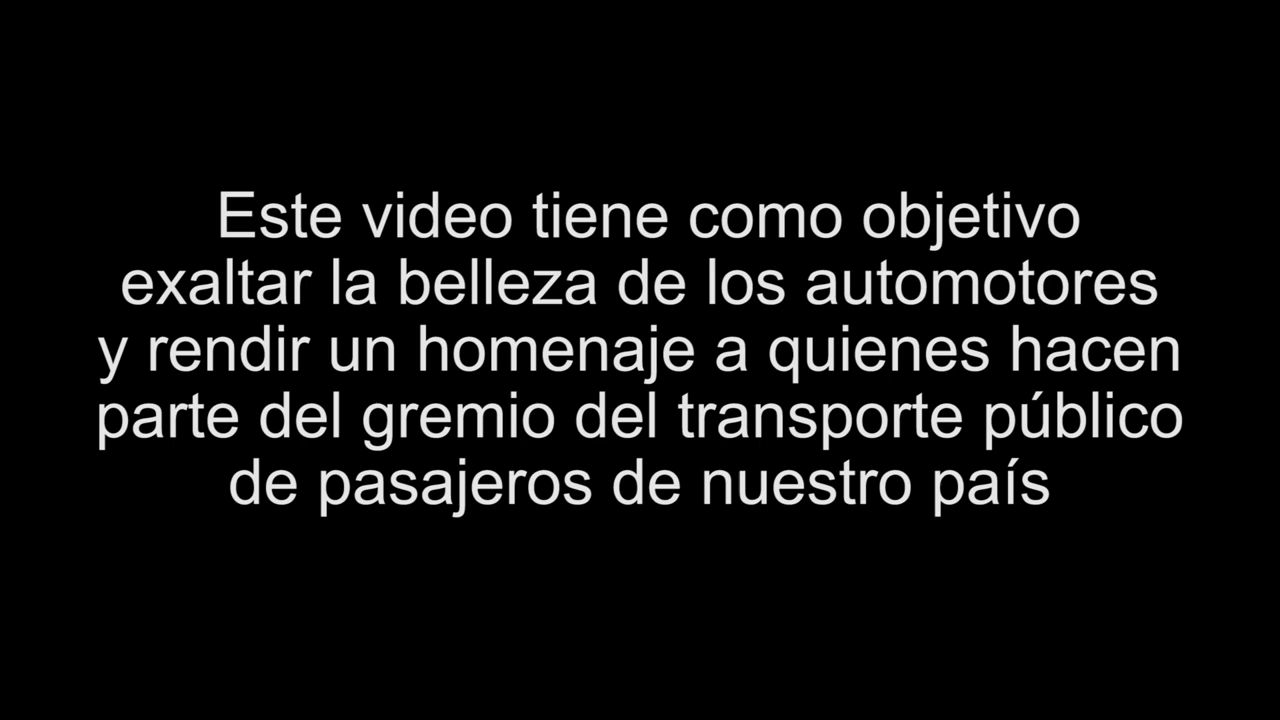 Este video tiene como objetivo
exaltar la belleza de los automotores
y rendir un homenaje a quienes hacen
parte del gremio del transporte público
de pasajeros de nuestro país